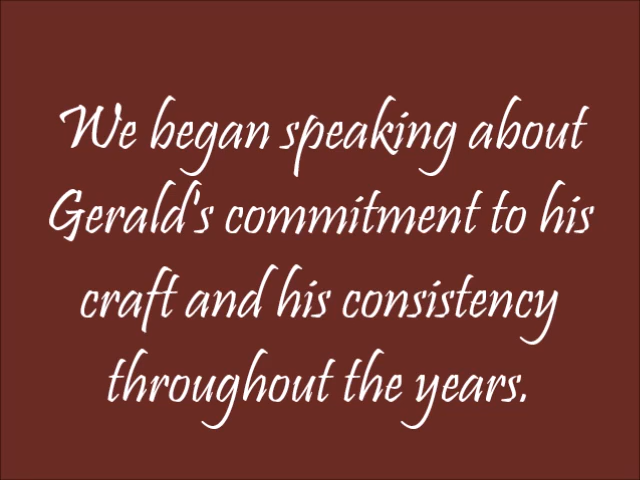 We began speaking about
Gerald's commitment to his
craft and his consistency
throughout the years.